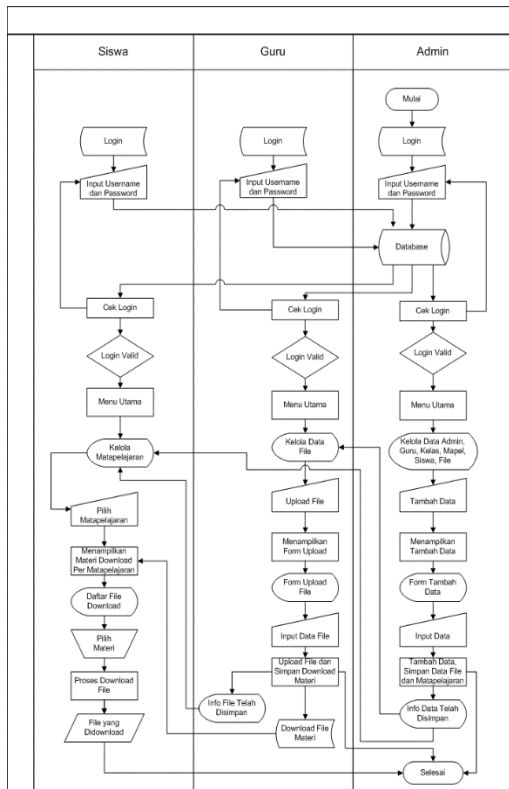 Siswa
Guru
Admin
Mulai
Login
Login
Login
Input Username
dan Password
Input Username
dan Password
Input Username
dan Password
Database
Cek Login
Cek Login
Cek Login
Login Valid
Login Valid
Login Valid
Menu Utama
Menu Utama
Menu Utama
Kelola
Matapelajaran
Kelola Data
File
Kelola Data Admin,
Guru, Kelas, Mapel,
Siswa, File
Pilih
Matapelajaran
Upload File
Tambah Data
Menampilkan
Materi Download
Per Matapelajaran
Menampilkan
Form Upload
Menampilkan
Tambah Data
Daftar File
Download
Form Upload
File
Form Tambah
Data
Pilih
Materi
Input Data File
Input Data
Proses Download
File
Upload File dan
Simpan Download
Materi
Tambah Data,
Simpan Data File
dan Matapelajaran
File yang
Didownload
Info File Telah
Disimpan
Info Data Telah
Disimpan
Download File
Materi
Selesai